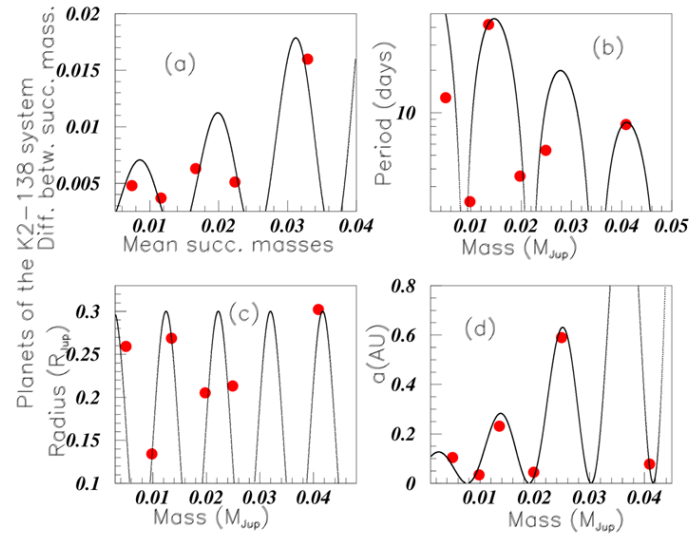 Planets of the K2-138 system
Diff. betw. succ. mass.
0.02
0.015
0.01
0.005
(a)
0.01 0.02 0.03 0.04
Mean succ. masses
Period (days)
10
(b)
0.01 0.02 0.03 0.04 0.05
Mass (M_Jup)
Radius (R_Jup)
0.3
0.25
0.2
0.15
0.1
(c)
0.01 0.02 0.03 0.04
Mass (M_Jup)
a(AU)
0.8
0.6
0.4
0.2
0
(d)
0.01 0.02 0.03 0.04
Mass (M_Jup)